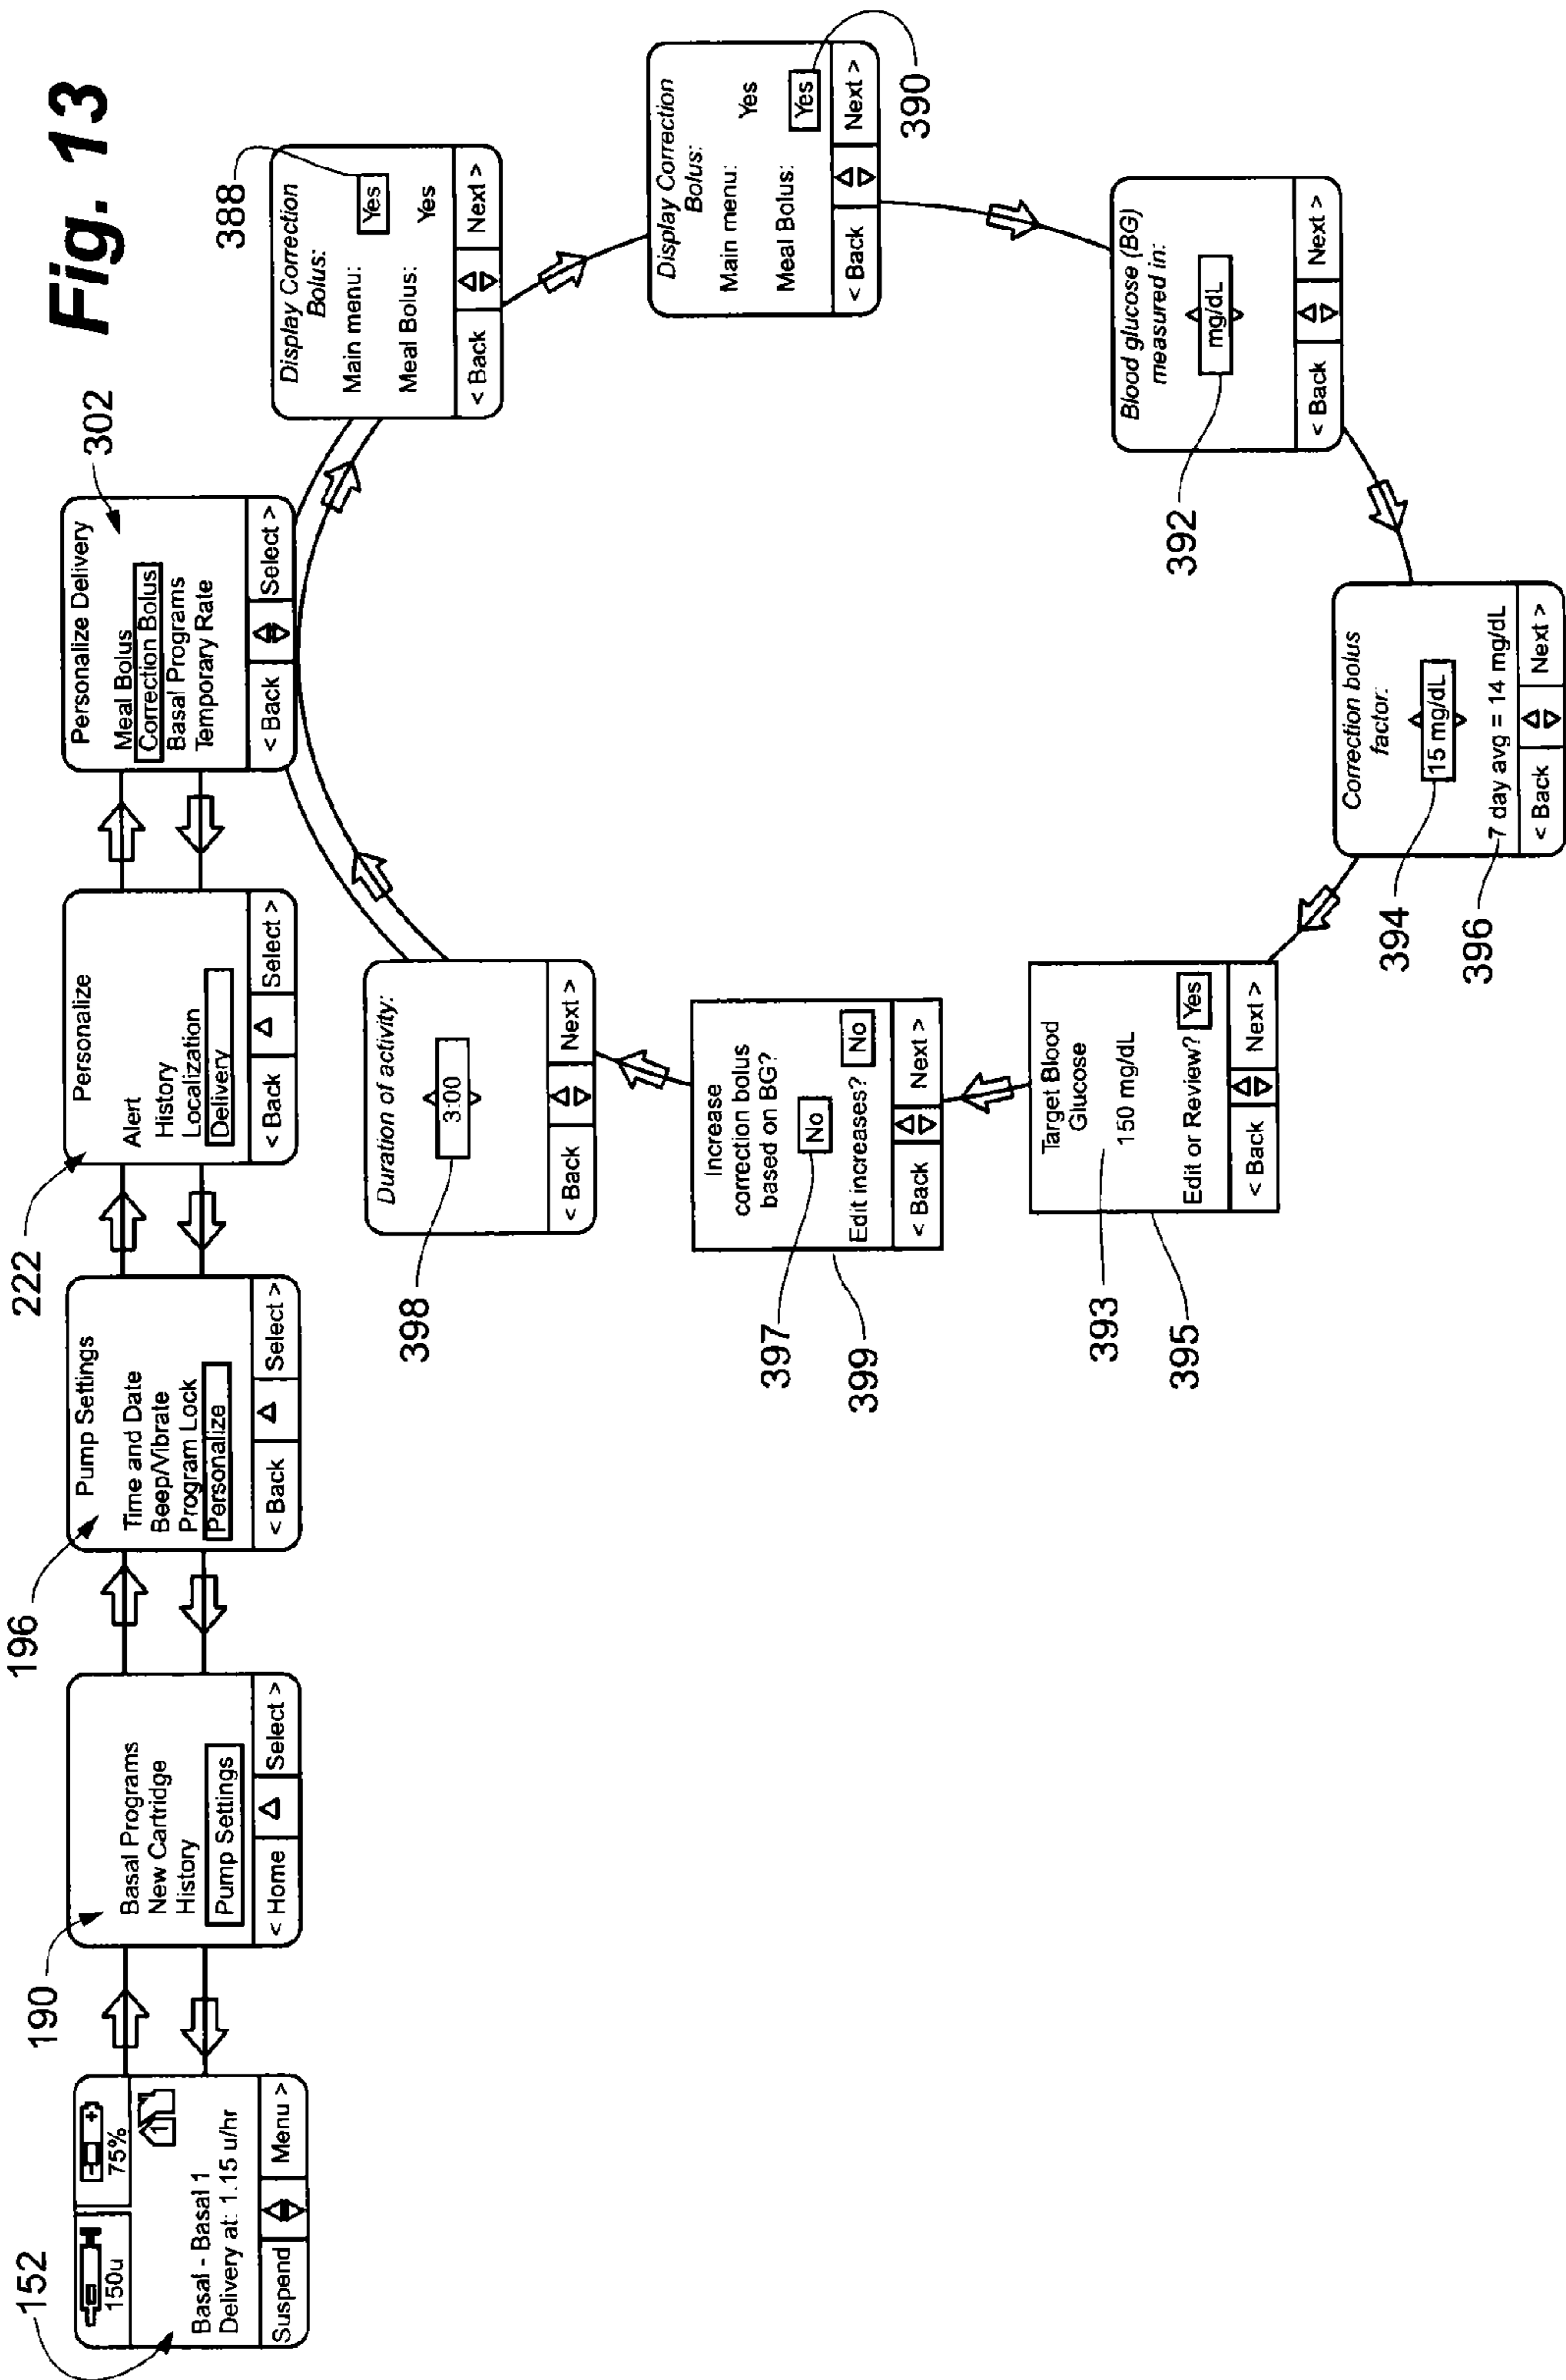 Fig. 13
152
150u
75%
1
Basal - Basal 1
Delivery at: 1.15 u/hr
Suspend
Menu >
190
Basal Programs
New Cartridge
History
Pump Settings
< Home
Select >
196
Pump Settings
Time and Date
Beep/Vibrate
Program Lock
Personalize
< Back
Select >
222
Personalize
Alert
History
Localization
Delivery
< Back
Select >
302
Personalize Delivery
Meal Bolus
Correction Bolus
Basal Programs
Temporary Rate
< Back
Select >
388
Display Correction
Bolus:
Main menu: Yes
Meal Bolus: Yes
< Back
Next >
Display Correction
Bolus:
Main menu: Yes
Meal Bolus: Yes
< Back
Next >
390
Blood glucose (BG)
measured in:
mg/dL
< Back
Next >
392
Correction bolus
factor:
15 mg/dL
7 day avg = 14 mg/dL
< Back
Next >
394
396
Target Blood
Glucose
150 mg/dL
Edit or Review? Yes
< Back
Next >
393
395
Increase
correction bolus
based on BG?
No
Edit increases? No
< Back
Next >
397
399
Duration of activity:
3:00
< Back
Next >
398